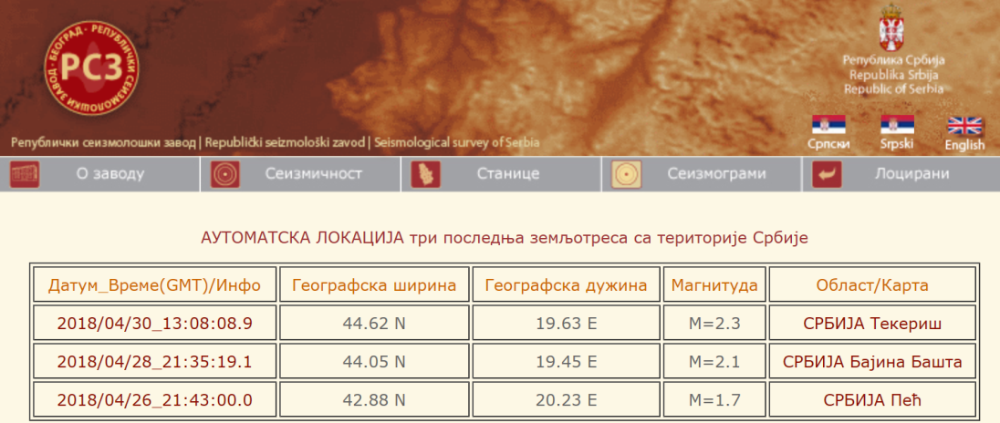 БЕОГРАД · РЕПУБЛИЧКИ СЕИЗМОЛОШКИ ЗАВОД ·
РСЗ
Република Србија
Republika Srbija
Republic of Serbia
Српски Srpski English
Републички сеизмолошки завод | Republički seizmološki zavod | Seismological survey of Serbia
О заводу Сеизмичност Станице Сеизмограми Лоцирани
АУТОМАТСКА ЛОКАЦИЈА три последња земљотреса са територије Србије
Датум_Време(GMT)/Инфо Географска ширина Географска дужина Магнитуда Област/Карта
2018/04/30_13:08:08.9 44.62 N 19.63 E M=2.3 СРБИЈА Текериш
2018/04/28_21:35:19.1 44.05 N 19.45 E M=2.1 СРБИЈА Бајина Башта
2018/04/26_21:43:00.0 42.88 N 20.23 E M=1.7 СРБИЈА Пећ